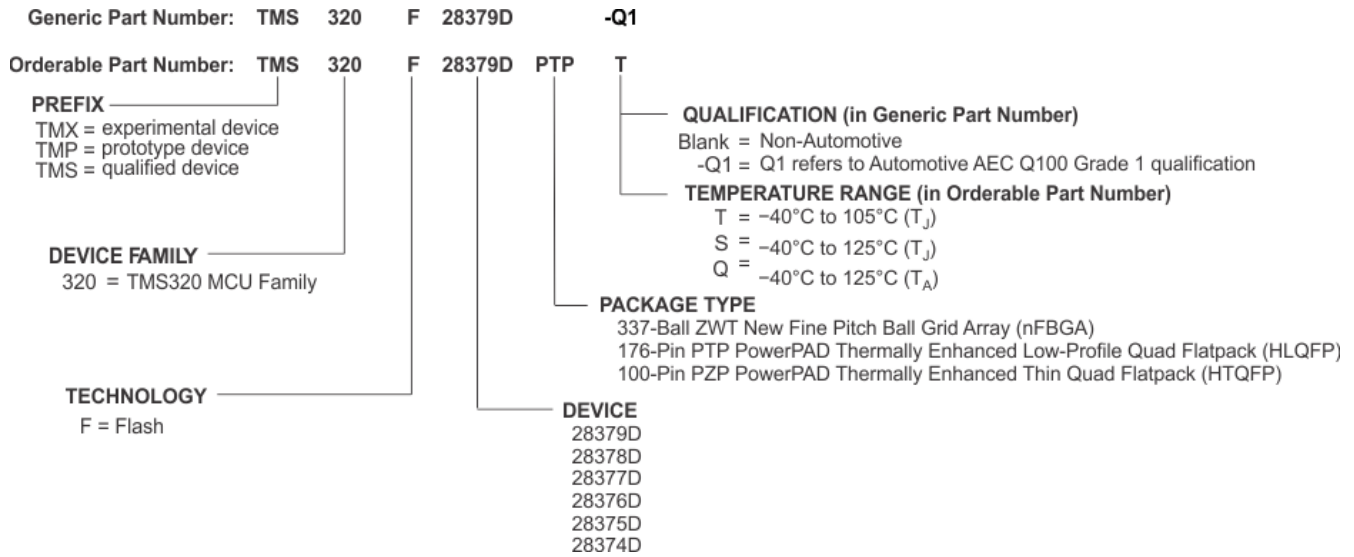 Generic Part Number: TMS 320 F 28379D -Q1
Orderable Part Number: TMS 320 F 28379D PTP T
PREFIX
TMX = experimental device
TMP = prototype device
TMS = qualified device
QUALIFICATION (in Generic Part Number)
Blank = Non-Automotive
-Q1 = Q1 refers to Automotive AEC Q100 Grade 1 qualification
TEMPERATURE RANGE (in Orderable Part Number)
T = −40°C to 105°C (TJ)
S = −40°C to 125°C (TJ)
Q = −40°C to 125°C (TA)
DEVICE FAMILY
320 = TMS320 MCU Family
PACKAGE TYPE
337-Ball ZWT New Fine Pitch Ball Grid Array (nFBGA)
176-Pin PTP PowerPAD Thermally Enhanced Low-Profile Quad Flatpack (HLQFP)
100-Pin PZP PowerPAD Thermally Enhanced Thin Quad Flatpack (HTQFP)
TECHNOLOGY
F = Flash
DEVICE
28379D
28378D
28377D
28376D
28375D
28374D